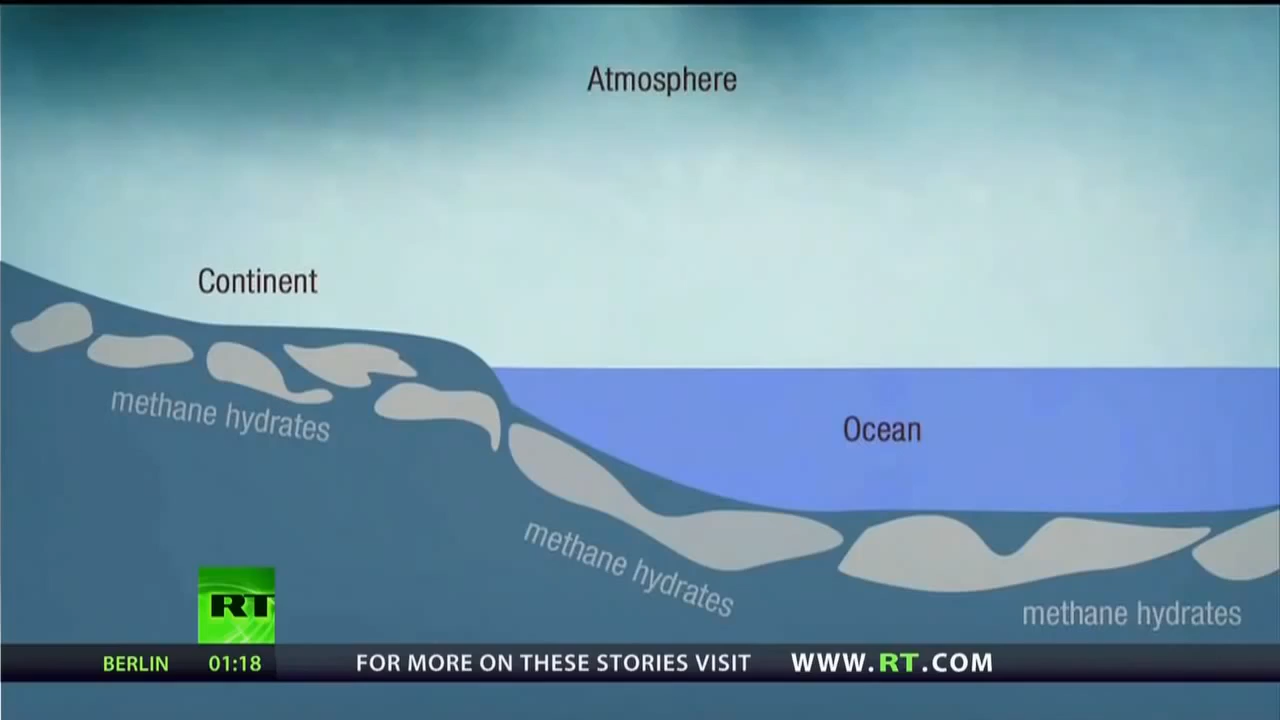 Atmosphere
Continent
methane hydrates
Ocean
methane hydrates
methane hydrates
RT
BERLIN 01:18 FOR MORE ON THESE STORIES VISIT WWW.RT.COM